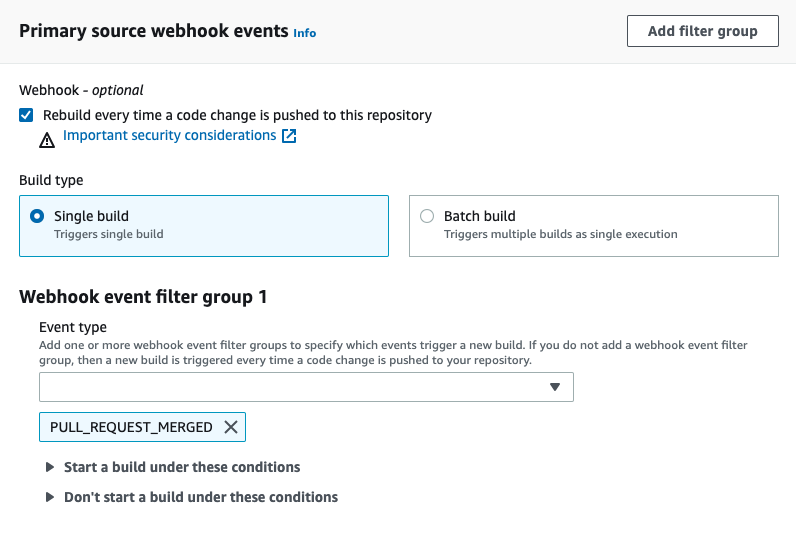 Primary source webhook events Info
Add filter group
Webhook - optional
Rebuild every time a code change is pushed to this repository
Important security considerations
Build type
Single build
Triggers single build
Batch build
Triggers multiple builds as single execution
Webhook event filter group 1
Event type
Add one or more webhook event filter groups to specify which events trigger a new build. If you do not add a webhook event filter
group, then a new build is triggered every time a code change is pushed to your repository.
PULL_REQUEST_MERGED
Start a build under these conditions
Don't start a build under these conditions